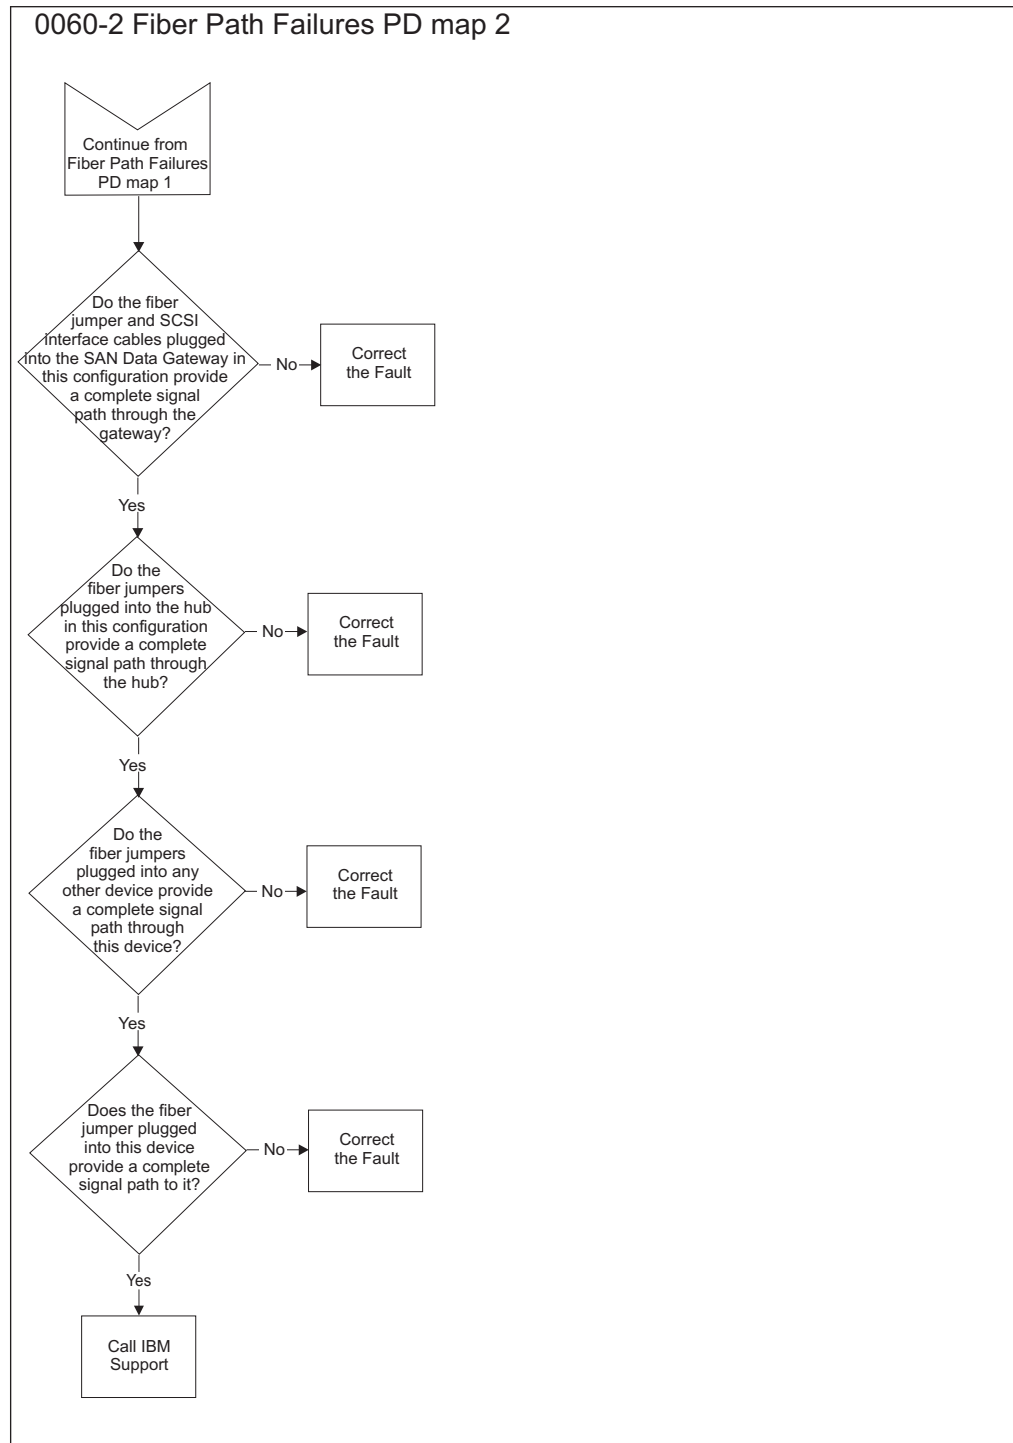 0060-2 Fiber Path Failures PD map 2
Continue from
Fiber Path Failures
PD map 1
Do the fiber
jumper and SCSI
interface cables plugged
into the SAN Data Gateway in
this configuration provide
a complete signal
path through the
gateway?
No
Correct
the Fault
Yes
Do the
fiber jumpers
plugged into the hub
in this configuration
provide a complete
signal path through
the hub?
No
Correct
the Fault
Yes
Do the
fiber jumpers
plugged into any
other device provide
a complete signal
path through
this device?
No
Correct
the Fault
Yes
Does the fiber
jumper plugged
into this device
provide a complete
signal path to it?
No
Correct
the Fault
Yes
Call IBM
Support